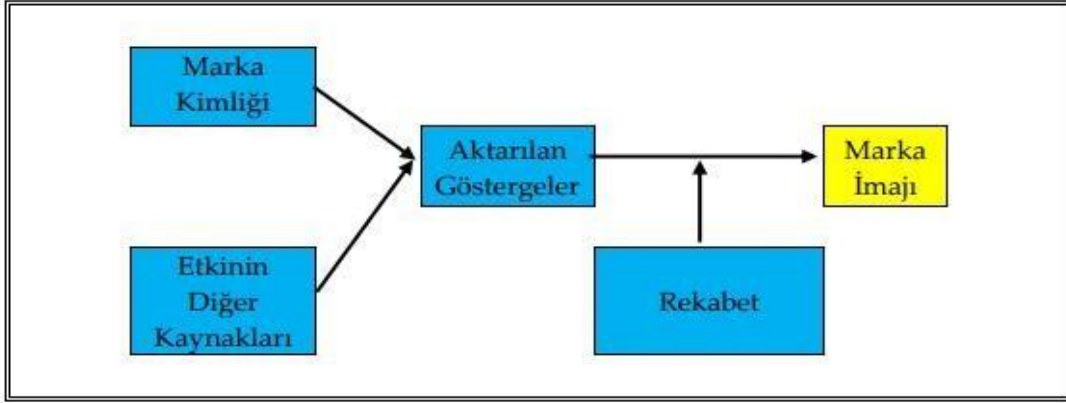 Marka
Kimliği
Aktarılan
Göstergeler
Marka
İmajı
Etkinin
Diğer
Kaynakları
Rekabet